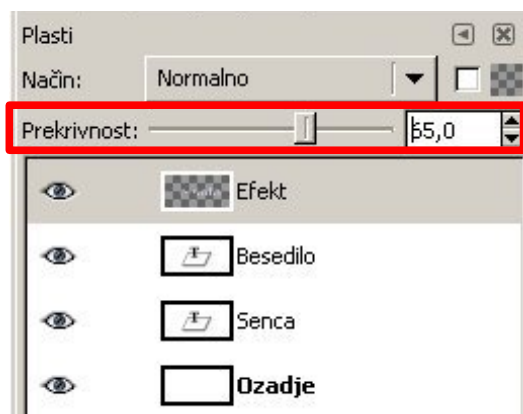 Plasti
Način: Normalno
Prekrivnost: 65,0
Efekt
Besedilo
Senca
Ozadje